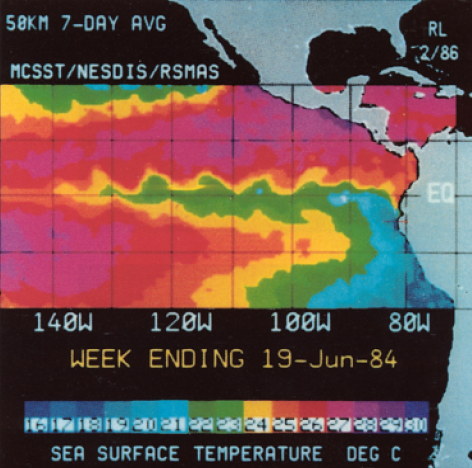 50KM 7-DAY AVG
RL
2/86
MCSST/NESDIS/RSMAS
EQ
140W 120W 100W 80W
WEEK ENDING 19-Jun-84
16 17 18 19 20 21 22 23 24 25 26 27 28 29 30
SEA SURFACE TEMPERATURE DEG C